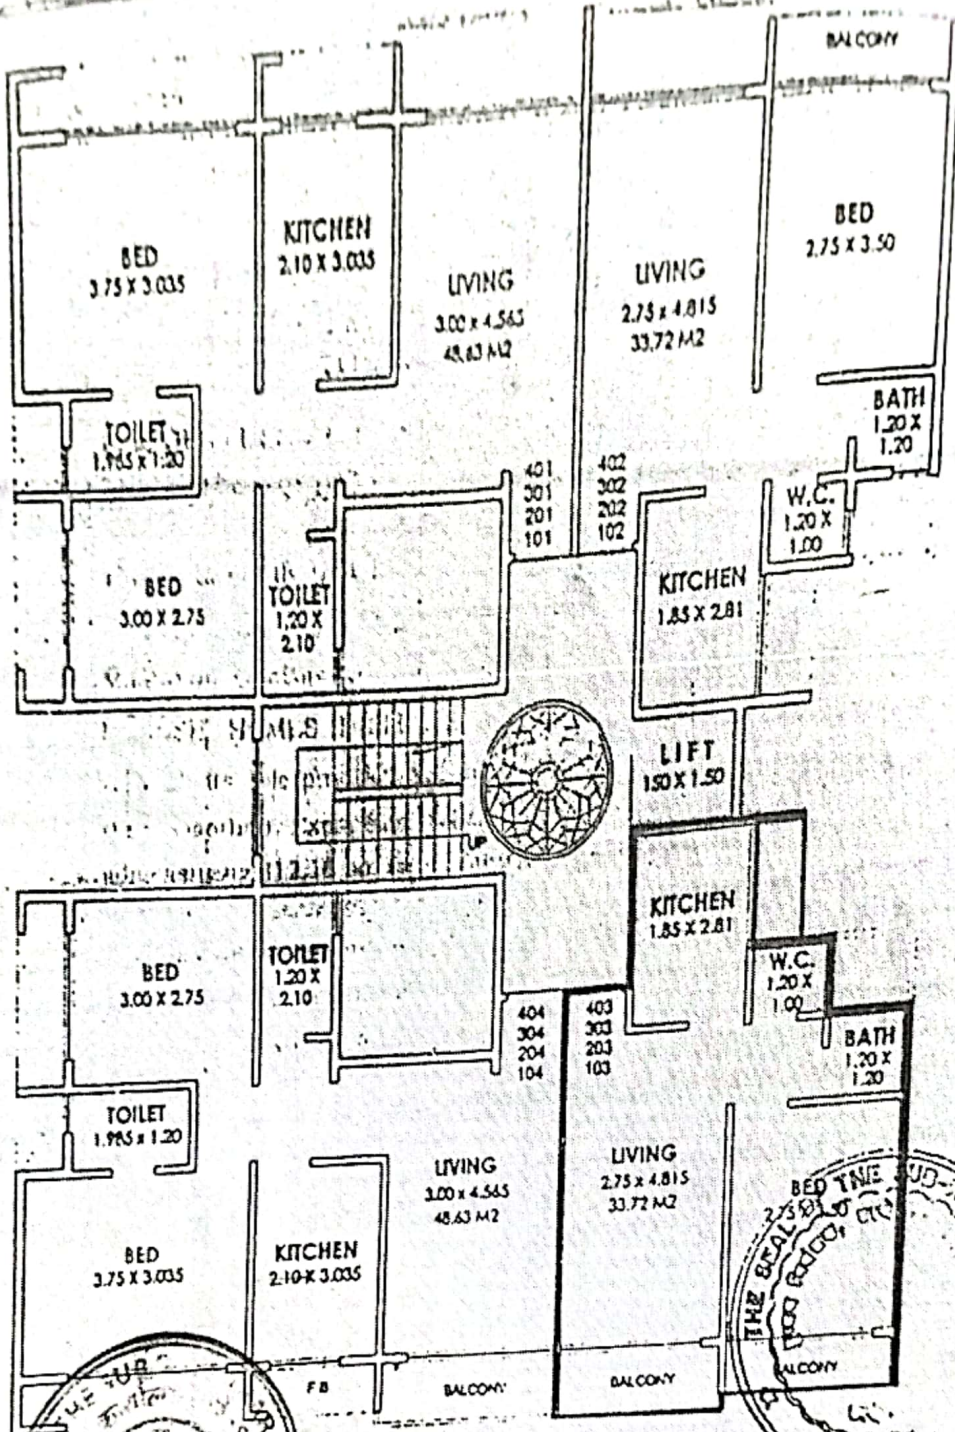 BALCONY
BED
3.75 X 3.035
KITCHEN
2.10 X 3.035
LIVING
3.00 x 4.565
48.63 M2
LIVING
2.75 x 4.815
33.72 M2
BED
2.75 X 3.50
TOILET
1.985 x 1.20
BATH
1.20 X
1.20
401
301
201
101
402
302
202
102
W.C.
1.20 X
1.00
BED
3.00 X 2.75
TOILET
1.20 X
2.10
KITCHEN
1.85 X 2.81
LIFT
150 X 1.50
UP
KITCHEN
1.85 X 2.81
BED
3.00 X 2.75
TOILET
1.20 X
2.10
W.C.
1.20 X
1.00
404
304
204
104
403
303
203
103
BATH
1.20 X
1.20
TOILET
1.985 x 1.20
LIVING
3.00 x 4.565
48.63 M2
LIVING
2.75 x 4.815
33.72 M2
BED
BED
3.75 X 3.035
KITCHEN
2.10 X 3.035
THE SEAL OF THE SUB-
F B
BALCONY
BALCONY
BALCONY